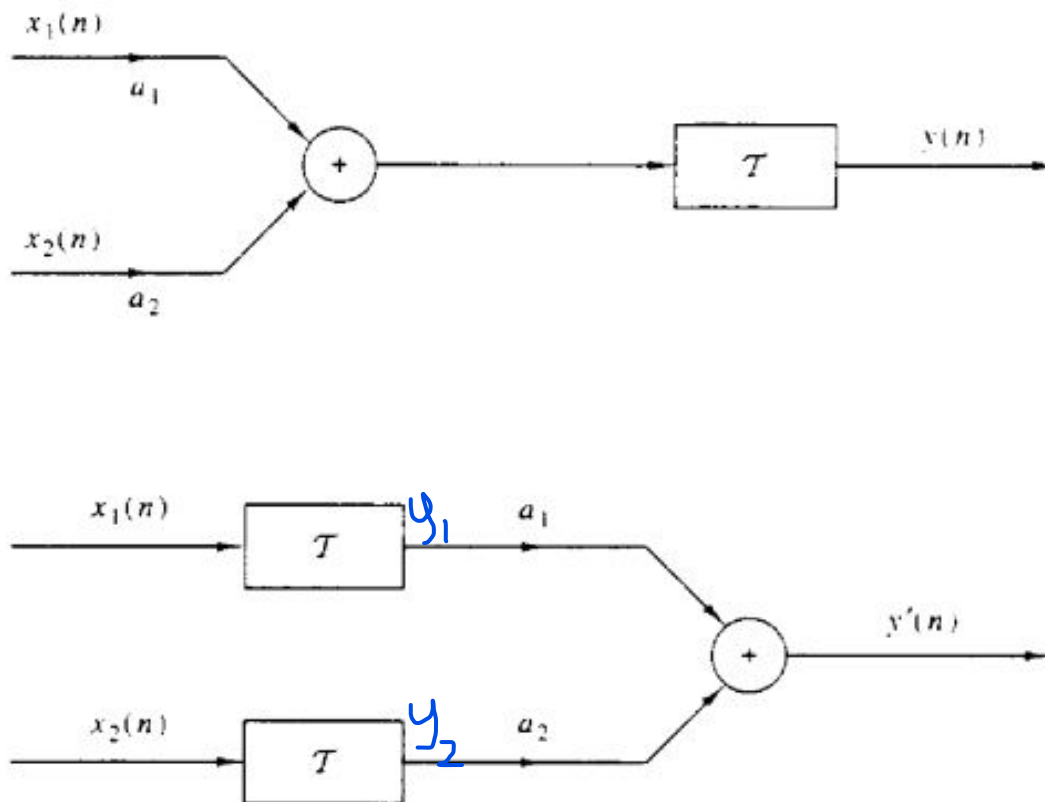 x₁(n)
a₁
+
𝒯
y(n)
x₂(n)
a₂
x₁(n)
𝒯
y₁
a₁
+
y′(n)
x₂(n)
𝒯
y₂
a₂